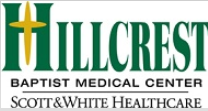 HILLCREST
BAPTIST MEDICAL CENTER
SCOTT&WHITE HEALTHCARE